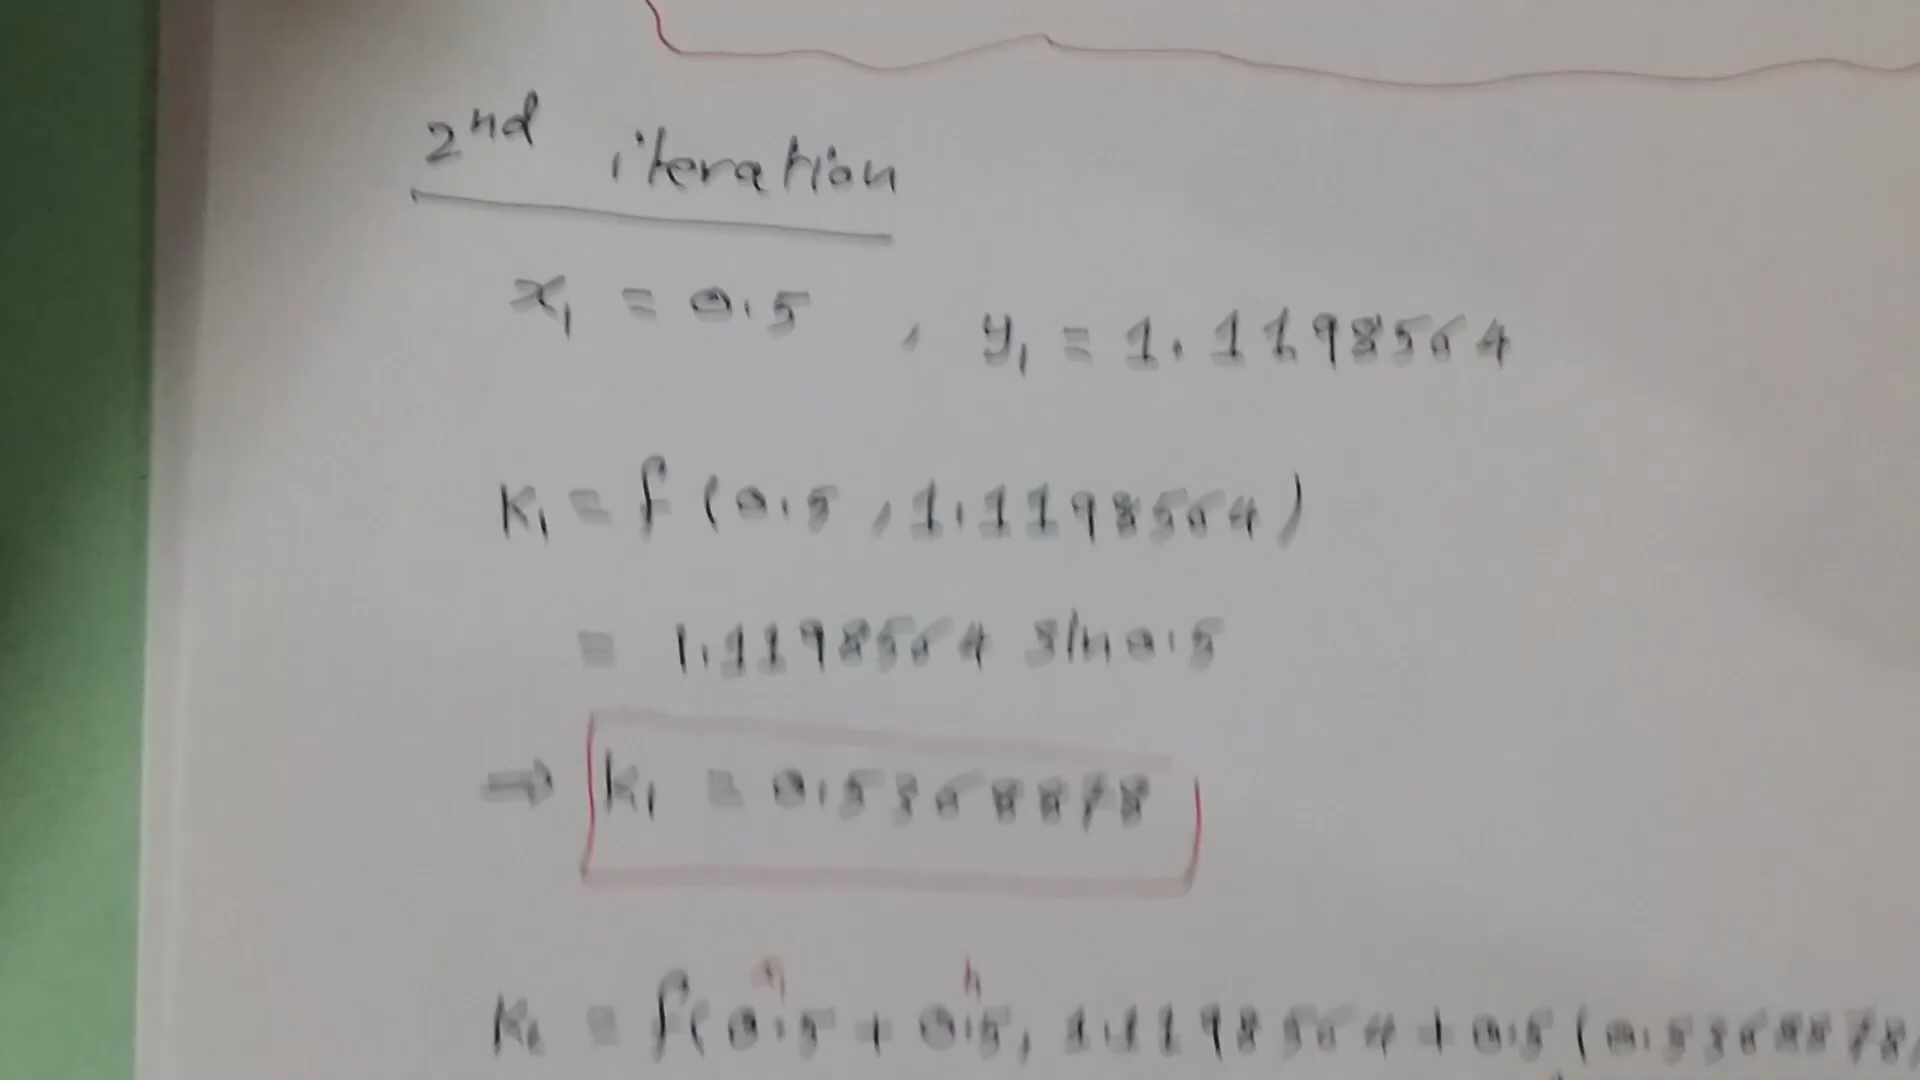 2nd iteration
x₁ = 0.5 , y₁ = 1.1198564
K₁ = f (0.5 , 1.1198564)
= 1.1198564 sin 0.5
⇒ K₁ = 0.5368878
h h
K₂ = f(0.5 + 0.5, 1.1198564 + 0.5 (0.5368878